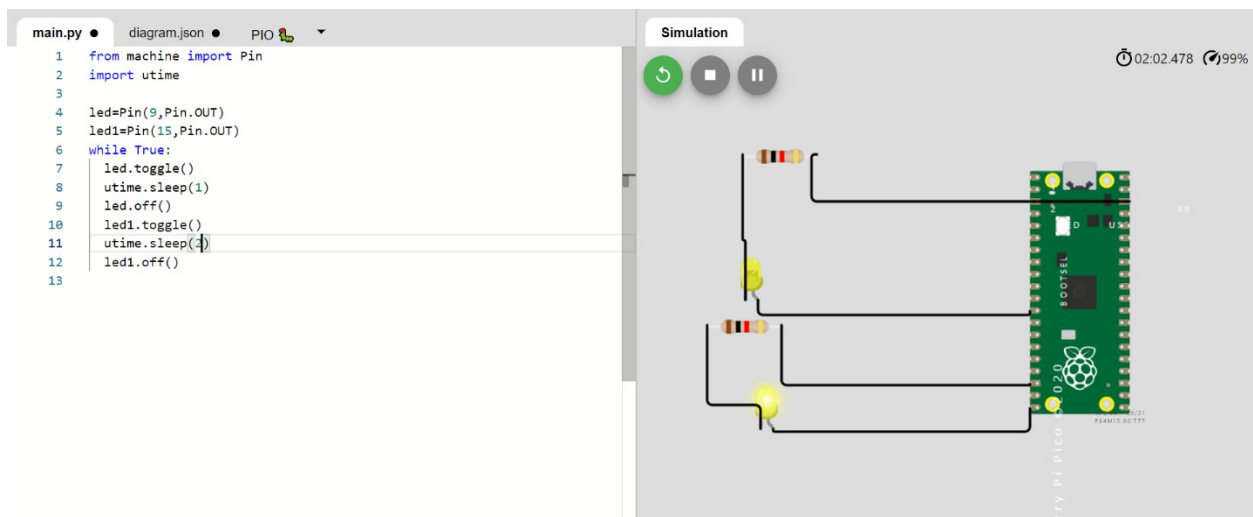 main.py ● diagram.json ● PIO
Simulation
02:02.478 99%
1 from machine import Pin
2 import utime
3
4 led=Pin(9,Pin.OUT)
5 led1=Pin(15,Pin.OUT)
6 while True:
7 led.toggle()
8 utime.sleep(1)
9 led.off()
10 led1.toggle()
11 utime.sleep(2)
12 led1.off()
13
2
39
BOOTSEL